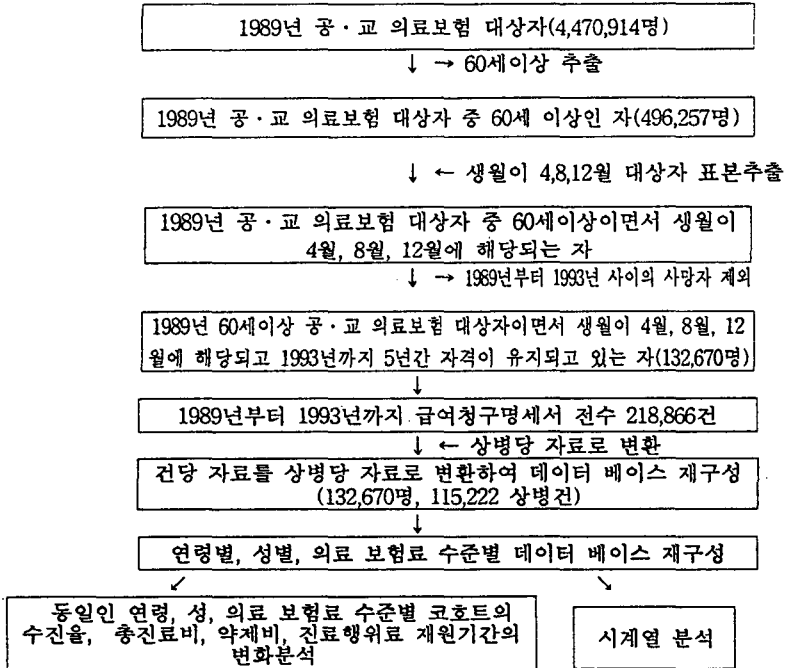 1989년 공·교 의료보험 대상자(4,470,914명)
↓ → 60세이상 추출
1989년 공·교 의료보험 대상자 중 60세 이상인 자(496,257명)
↓ ← 생월이 4,8,12월 대상자 표본추출
1989년 공·교 의료보험 대상자 중 60세이상이면서 생월이
4월, 8월, 12월에 해당되는 자
↓ → 1989년부터 1993년 사이의 사망자 제외
1989년 60세이상 공·교 의료보험 대상자이면서 생월이 4월, 8월, 12
월에 해당되고 1993년까지 5년간 자격이 유지되고 있는 자(132,670명)
↓
1989년부터 1993년까지 급여청구명세서 전수 218,866건
↓ ← 상병당 자료로 변환
건당 자료를 상병당 자료로 변환하여 데이터 베이스 재구성
(132,670명, 115,222 상병건)
↓
연령별, 성별, 의료 보험료 수준별 데이터 베이스 재구성
↙ ↘
동일인 연령, 성, 의료 보험료 수준별 코호트의
수진율, 총진료비, 약제비, 진료행위료 재원기간의
변화분석
시계열 분석